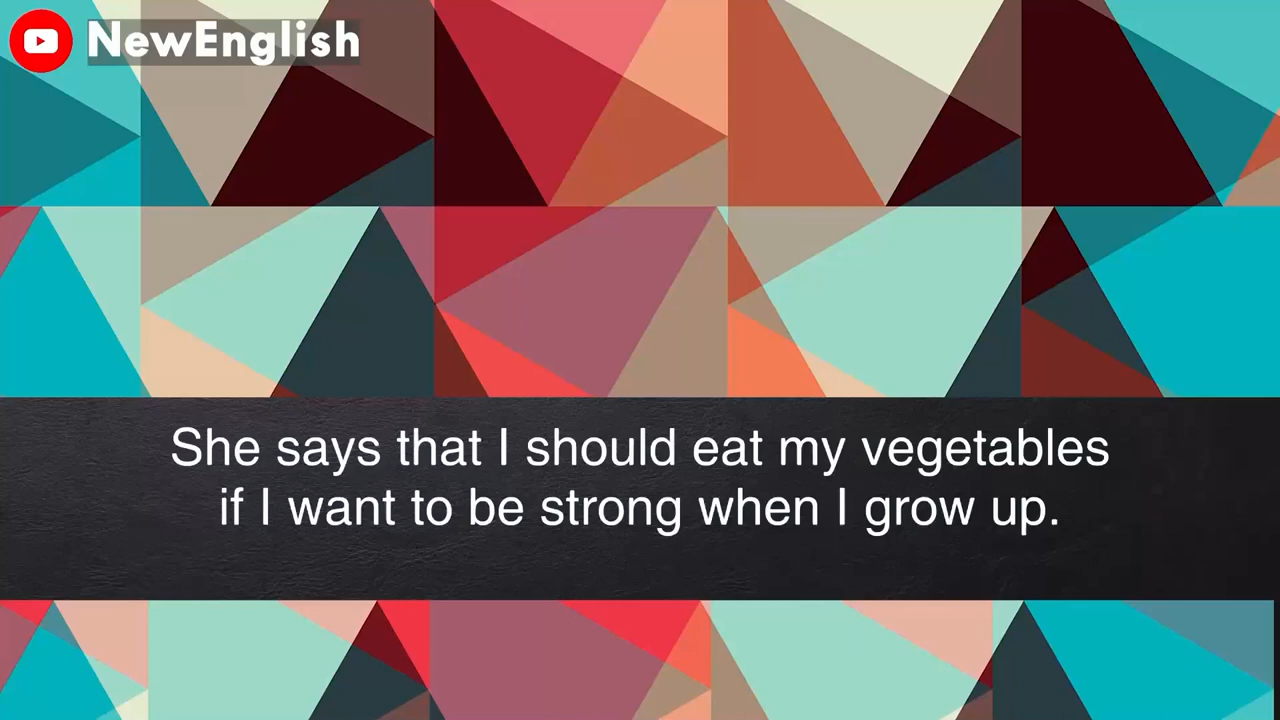 NewEnglish
She says that I should eat my vegetables
if I want to be strong when I grow up.